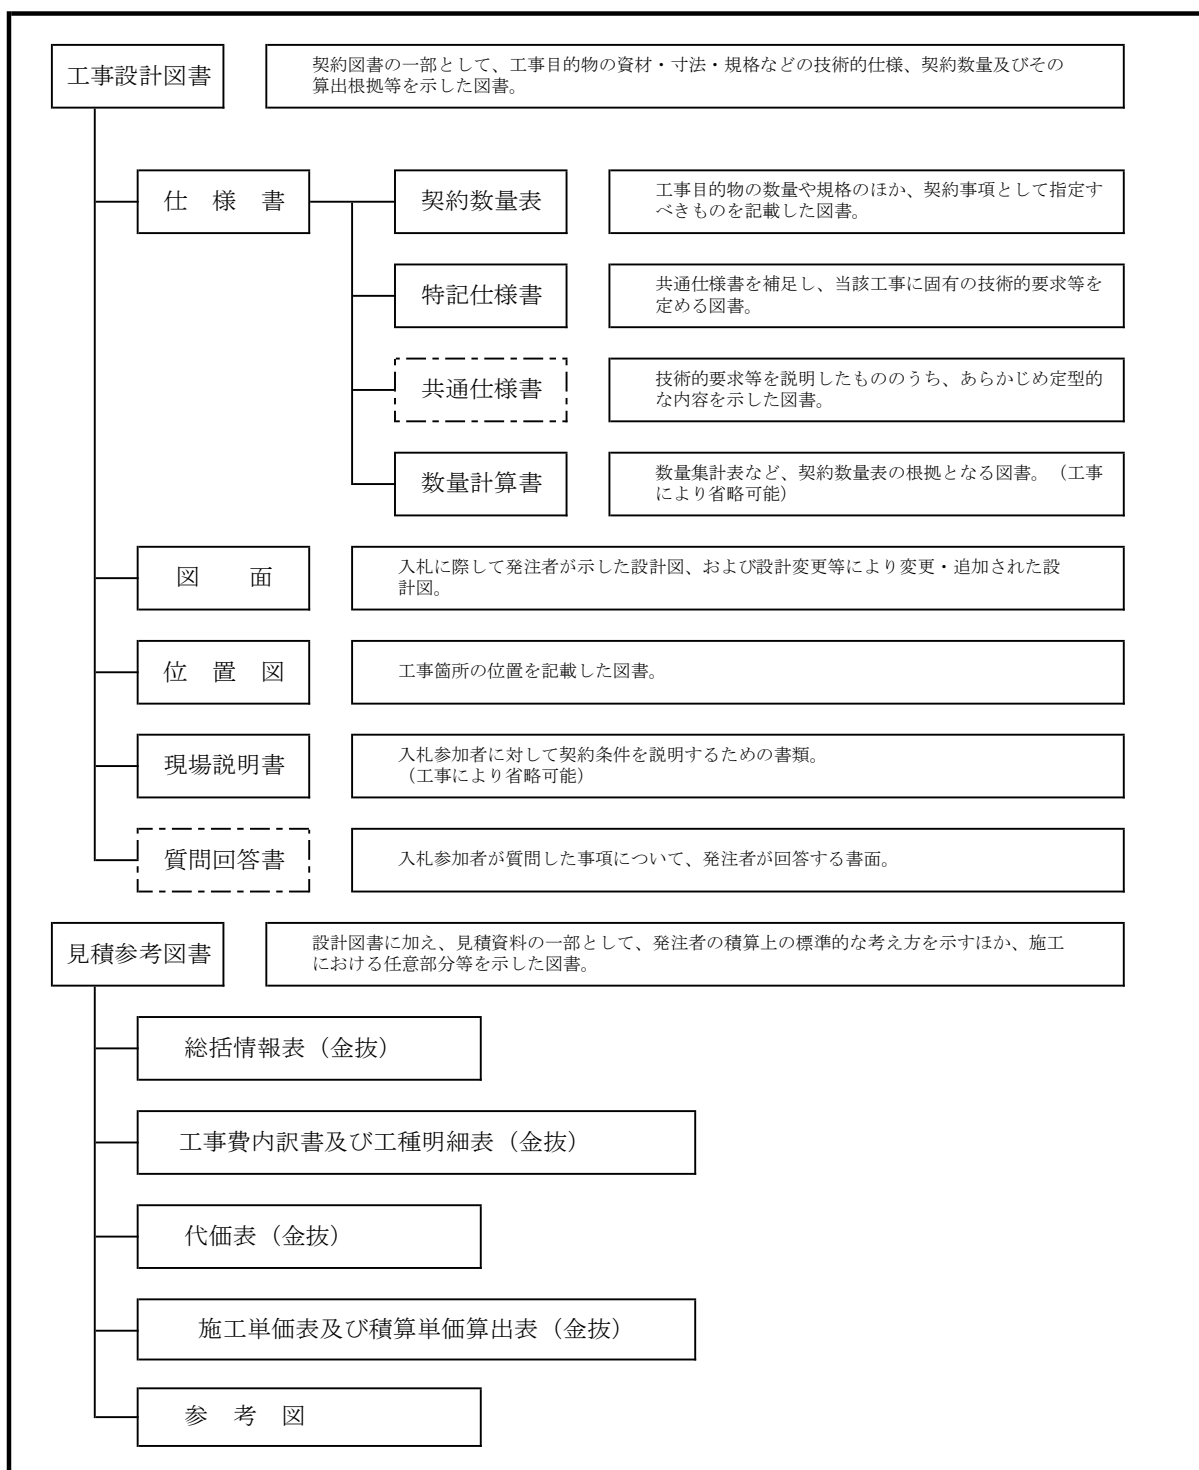 工事設計図書
契約図書の一部として、工事目的物の資材・寸法・規格などの技術的仕様、契約数量及びその
算出根拠等を示した図書。
仕　様　書
契約数量表
工事目的物の数量や規格のほか、契約事項として指定す
べきものを記載した図書。
特記仕様書
共通仕様書を補足し、当該工事に固有の技術的要求等を
定める図書。
共通仕様書
技術的要求等を説明したもののうち、あらかじめ定型的
な内容を示した図書。
数量計算書
数量集計表など、契約数量表の根拠となる図書。（工事
により省略可能）
図　　面
入札に際して発注者が示した設計図、および設計変更等により変更・追加された設
計図。
位　置　図
工事箇所の位置を記載した図書。
現場説明書
入札参加者に対して契約条件を説明するための書類。
（工事により省略可能）
質問回答書
入札参加者が質問した事項について、発注者が回答する書面。
見積参考図書
設計図書に加え、見積資料の一部として、発注者の積算上の標準的な考え方を示すほか、施工
における任意部分等を示した図書。
総括情報表（金抜）
工事費内訳書及び工種明細表（金抜）
代価表（金抜）
施工単価表及び積算単価算出表（金抜）
参　考　図